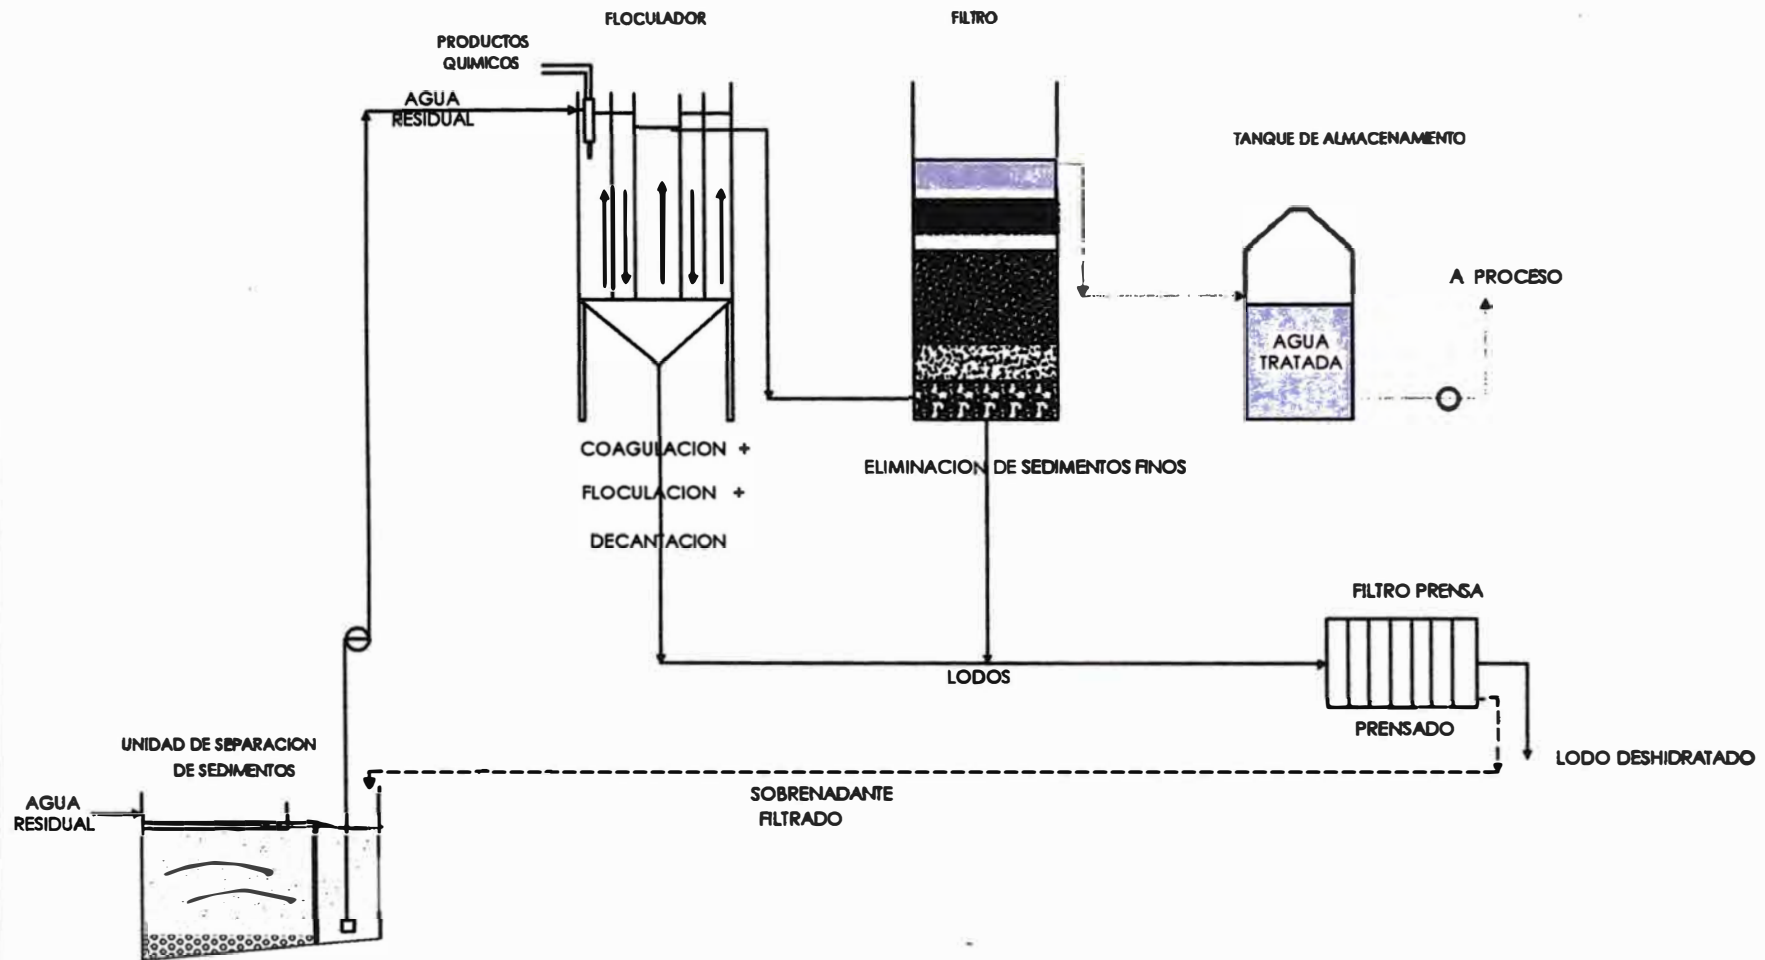 FLOCULADOR
FILTRO
PRODUCTOS
QUIMICOS
AGUA
RESIDUAL
TANQUE DE ALMACENAMIENTO
A PROCESO
AGUA
TRATADA
COAGULACION +
FLOCULACION +
DECANTACION
ELIMINACION DE SEDIMENTOS FINOS
FILTRO PRENSA
LODOS
PRENSADO
LODO DESHIDRATADO
UNIDAD DE SEPARACION
DE SEDIMENTOS
AGUA
RESIDUAL
SOBRENADANTE
FILTRADO